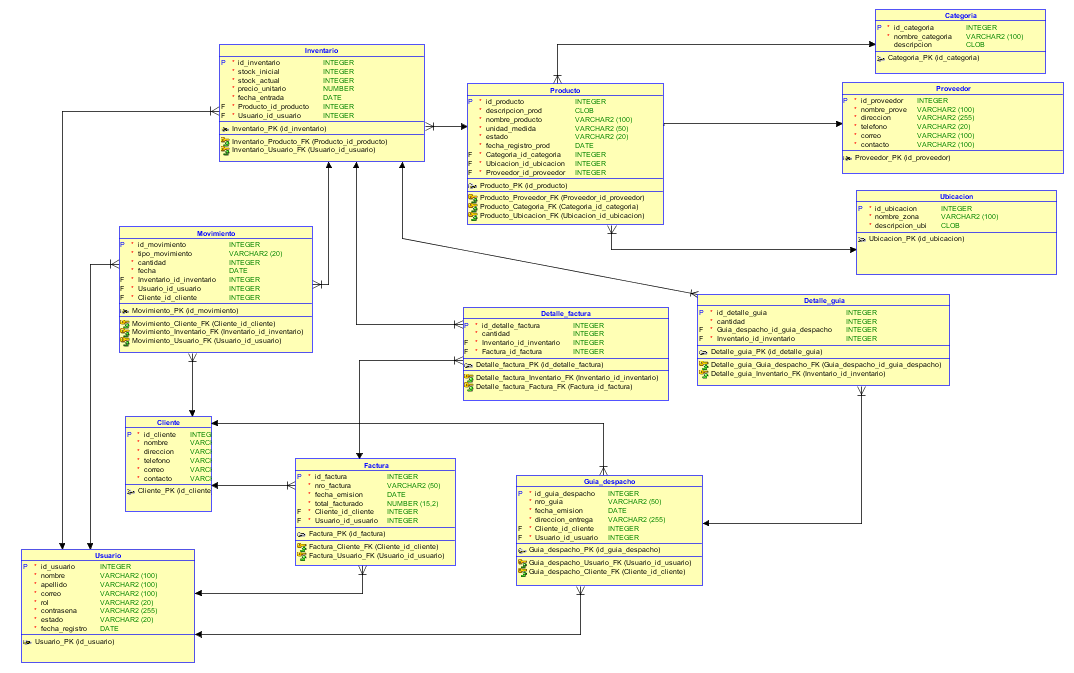 Categoria
P * id_categoria INTEGER
* nombre_categoria VARCHAR2 (100)
descripcion CLOB
Categoria_PK (id_categoria)
Inventario
P * id_inventario INTEGER
* stock_inicial INTEGER
* stock_actual INTEGER
* precio_unitario NUMBER
* fecha_entrada DATE
F * Producto_id_producto INTEGER
F * Usuario_id_usuario INTEGER
Inventario_PK (id_inventario)
Inventario_Producto_FK (Producto_id_producto)
Inventario_Usuario_FK (Usuario_id_usuario)
Producto
P * id_producto INTEGER
* descripcion_prod CLOB
* nombre_producto VARCHAR2 (100)
* unidad_medida VARCHAR2 (50)
* estado VARCHAR2 (20)
* fecha_registro_prod DATE
F * Categoria_id_categoria INTEGER
F * Ubicacion_id_ubicacion INTEGER
F * Proveedor_id_proveedor INTEGER
Producto_PK (id_producto)
Producto_Proveedor_FK (Proveedor_id_proveedor)
Producto_Categoria_FK (Categoria_id_categoria)
Producto_Ubicacion_FK (Ubicacion_id_ubicacion)
Proveedor
P * id_proveedor INTEGER
* nombre_prove VARCHAR2 (100)
* direccion VARCHAR2 (255)
* telefono VARCHAR2 (20)
* correo VARCHAR2 (100)
* contacto VARCHAR2 (100)
Proveedor_PK (id_proveedor)
Ubicacion
P * id_ubicacion INTEGER
* nombre_zona VARCHAR2 (100)
* descripcion_ubi CLOB
Ubicacion_PK (id_ubicacion)
Movimiento
P * id_movimiento INTEGER
* tipo_movimiento VARCHAR2 (20)
* cantidad INTEGER
* fecha DATE
F * Inventario_id_inventario INTEGER
F * Usuario_id_usuario INTEGER
F * Cliente_id_cliente INTEGER
Movimiento_PK (id_movimiento)
Movimiento_Cliente_FK (Cliente_id_cliente)
Movimiento_Inventario_FK (Inventario_id_inventario)
Movimiento_Usuario_FK (Usuario_id_usuario)
Detalle_factura
P * id_detalle_factura INTEGER
* cantidad INTEGER
F * Inventario_id_inventario INTEGER
F * Factura_id_factura INTEGER
Detalle_factura_PK (id_detalle_factura)
Detalle_factura_Inventario_FK (Inventario_id_inventario)
Detalle_factura_Factura_FK (Factura_id_factura)
Detalle_guia
P * id_detalle_guia INTEGER
* cantidad INTEGER
F * Guia_despacho_id_guia_despacho INTEGER
F * Inventario_id_inventario INTEGER
Detalle_guia_PK (id_detalle_guia)
Detalle_guia_Guia_despacho_FK (Guia_despacho_id_guia_despacho)
Detalle_guia_Inventario_FK (Inventario_id_inventario)
Cliente
P * id_cliente INTEG
* nombre VARC
* direccion VARC
* telefono VARC
* correo VARC
* contacto VARC
Cliente_PK (id_cliente
Factura
P * id_factura INTEGER
* nro_factura VARCHAR2 (50)
* fecha_emision DATE
* total_facturado NUMBER (15,2)
F * Cliente_id_cliente INTEGER
F * Usuario_id_usuario INTEGER
Factura_PK (id_factura)
Factura_Cliente_FK (Cliente_id_cliente)
Factura_Usuario_FK (Usuario_id_usuario)
Guia_despacho
P * id_guia_despacho INTEGER
* nro_guia VARCHAR2 (50)
* fecha_emision DATE
* direccion_entrega VARCHAR2 (255)
F * Cliente_id_cliente INTEGER
F * Usuario_id_usuario INTEGER
Guia_despacho_PK (id_guia_despacho)
Guia_despacho_Usuario_FK (Usuario_id_usuario)
Guia_despacho_Cliente_FK (Cliente_id_cliente)
Usuario
P * id_usuario INTEGER
* nombre VARCHAR2 (100)
* apellido VARCHAR2 (100)
* correo VARCHAR2 (100)
* rol VARCHAR2 (20)
* contrasena VARCHAR2 (255)
* estado VARCHAR2 (20)
* fecha_registro DATE
Usuario_PK (id_usuario)